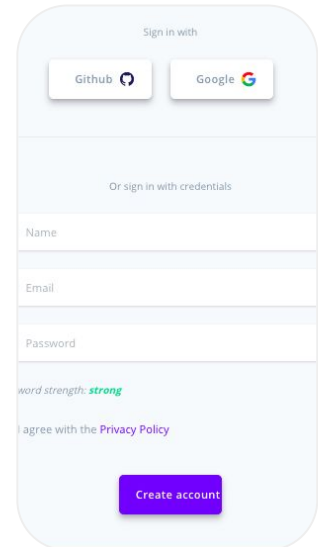 Sign in with
Github
Google
Or sign in with credentials
Name
Email
Password
word strength: strong
I agree with the Privacy Policy
Create account